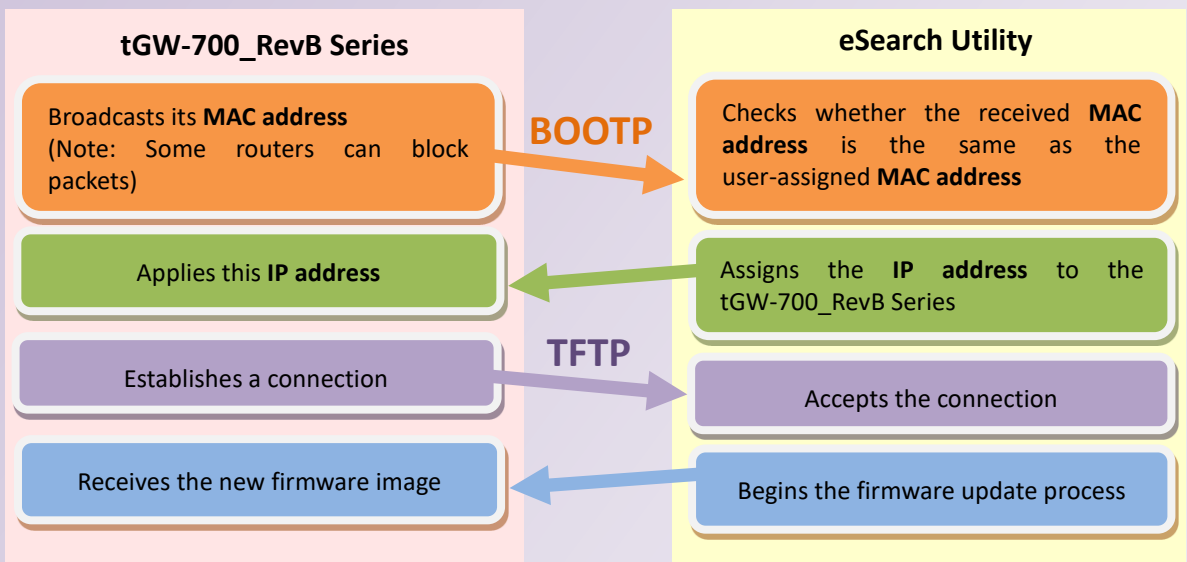 tGW-700_RevB Series
Broadcasts its MAC address
(Note: Some routers can block
packets)
BOOTP
eSearch Utility
Checks whether the received MAC
address is the same as the
user-assigned MAC address
Applies this IP address
Assigns the IP address to the
tGW-700_RevB Series
Establishes a connection
TFTP
Accepts the connection
Receives the new firmware image
Begins the firmware update process